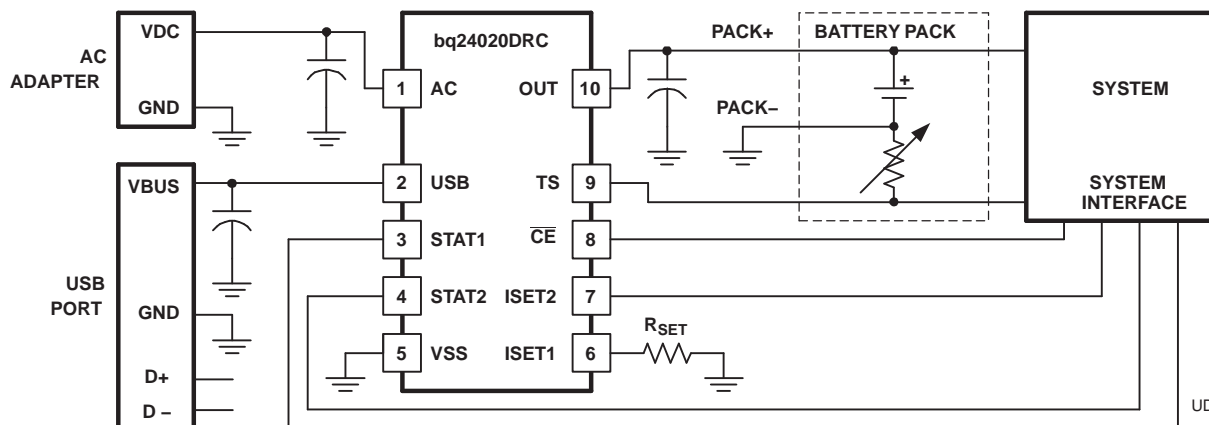 AC
ADAPTER
VDC
GND
bq24020DRC
1 AC
OUT 10
PACK+
PACK–
BATTERY PACK
+
SYSTEM
SYSTEM
INTERFACE
USB
PORT
VBUS
GND
D+
D –
2 USB
3 STAT1
4 STAT2
5 VSS
TS 9
CE 8
ISET2 7
ISET1 6
RSET
UD